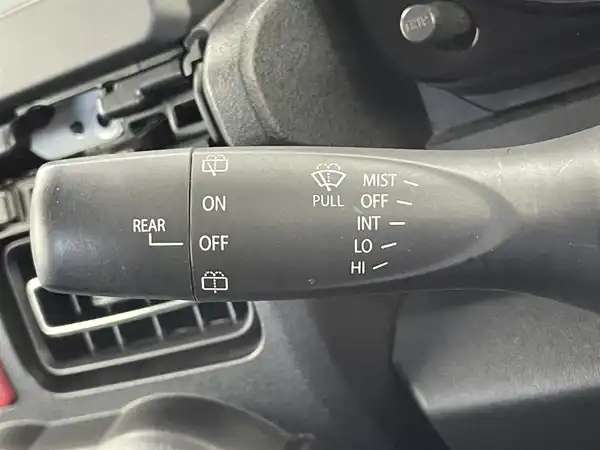 REAR
ON
OFF
PULL
MIST
OFF
INT
LO
HI